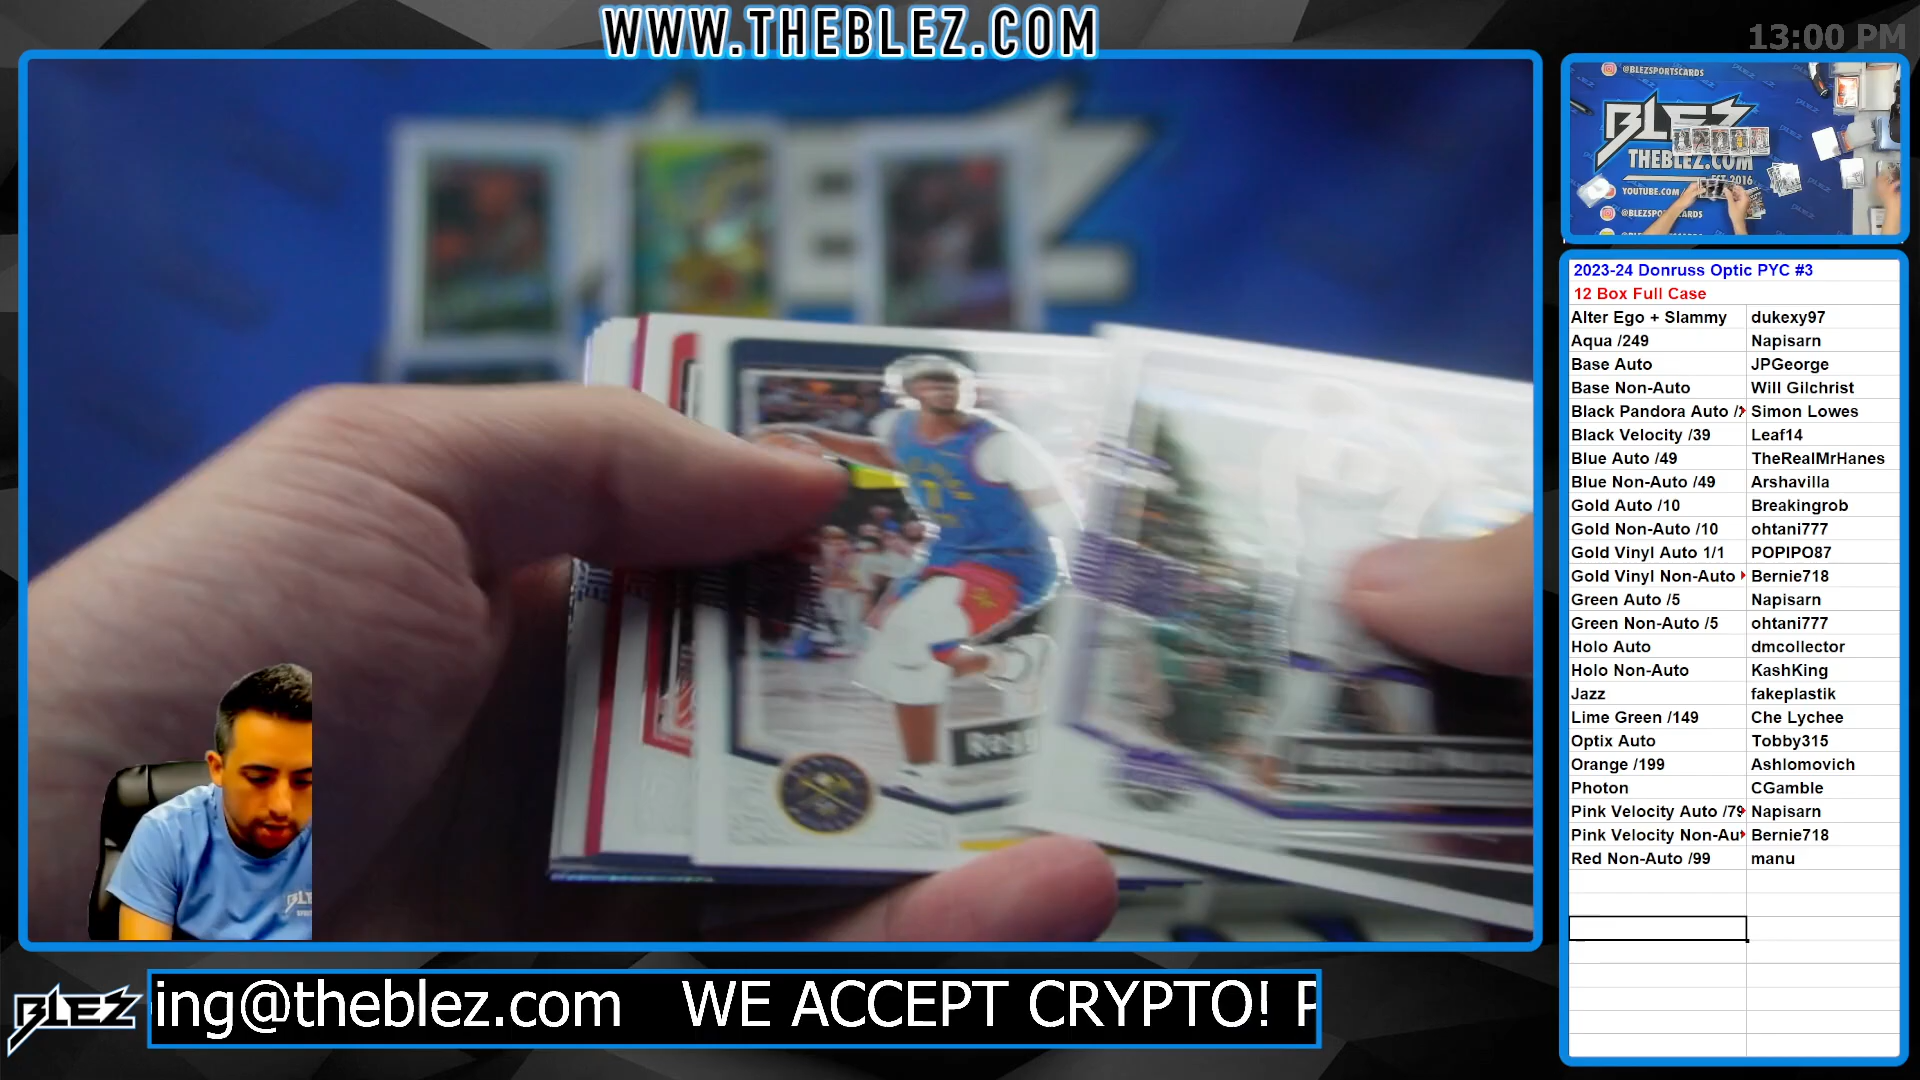 WWW.THEBLEZ.COM
13:00 PM
@BLEZSPORTSCARDS
BLEZ
THEBLEZ.COM
EST. 2016
YOUTUBE.COM/
@BLEZSPORTSCARDS
2023-24 Donruss Optic PYC #3
12 Box Full Case
Alter Ego + Slammy dukexy97
Aqua /249 Napisarn
Base Auto JPGeorge
Base Non-Auto Will Gilchrist
Black Pandora Auto / Simon Lowes
Black Velocity /39 Leaf14
Blue Auto /49 TheRealMrHanes
Blue Non-Auto /49 Arshavilla
Gold Auto /10 Breakingrob
Gold Non-Auto /10 ohtani777
Gold Vinyl Auto 1/1 POPIPO87
Gold Vinyl Non-Auto Bernie718
Green Auto /5 Napisarn
Green Non-Auto /5 ohtani777
Holo Auto dmcollector
Holo Non-Auto KashKing
Jazz fakeplastik
Lime Green /149 Che Lychee
Optix Auto Tobby315
Orange /199 Ashlomovich
Photon CGamble
Pink Velocity Auto /79 Napisarn
Pink Velocity Non-Au Bernie718
Red Non-Auto /99 manu
BLEZ
ing@theblez.com WE ACCEPT CRYPTO! P